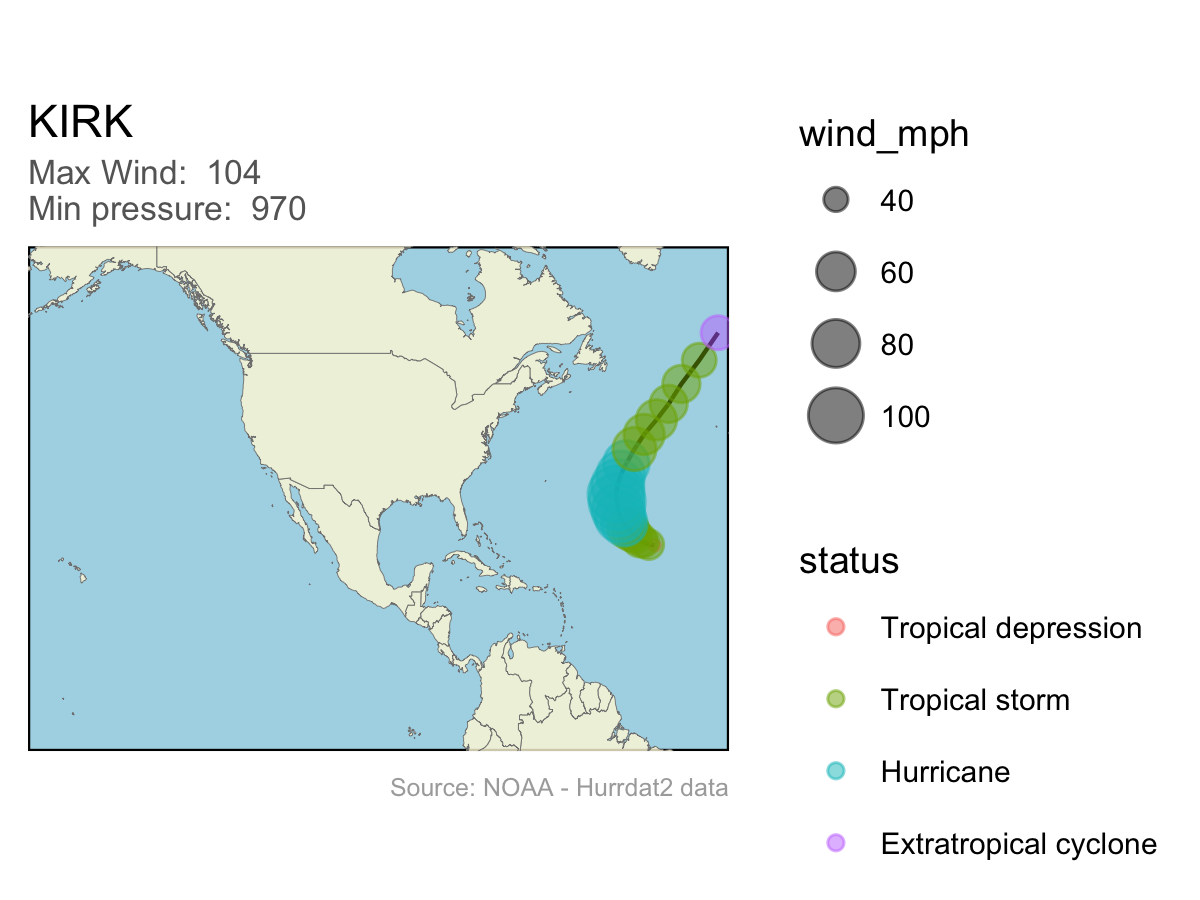 KIRK
Max Wind:  104
Min pressure:  970
Source: NOAA - Hurrdat2 data
wind_mph
40
60
80
100
status
Tropical depression
Tropical storm
Hurricane
Extratropical cyclone